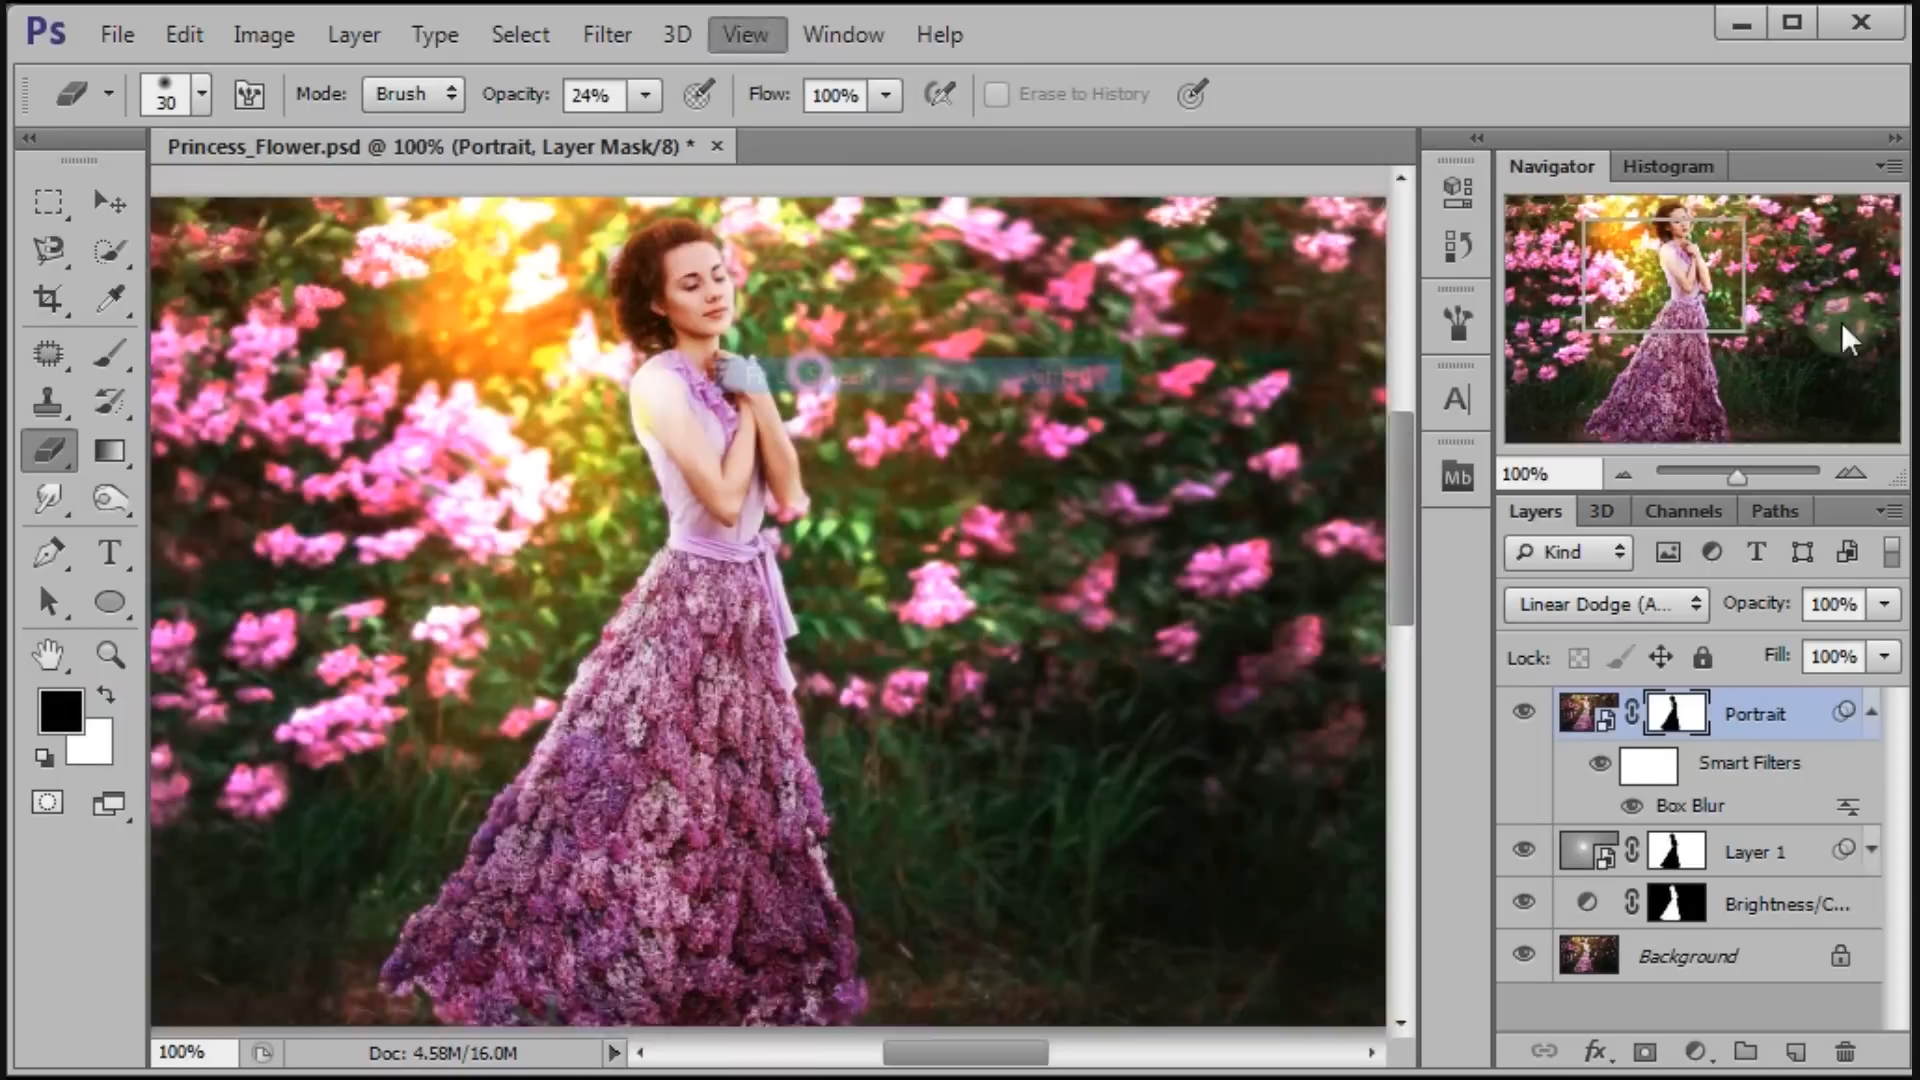 Ps File Edit Image Layer Type Select Filter 3D View Window Help
30 Mode: Brush Opacity: 24% Flow: 100% Erase to History
Princess_Flower.psd @ 100% (Portrait, Layer Mask/8) * ×
Navigator Histogram
A|
Mb
100%
Layers 3D Channels Paths
Kind
Linear Dodge (A... Opacity: 100%
Lock: Fill: 100%
Portrait
Smart Filters
Box Blur
Layer 1
Brightness/C...
Background
T
fx
100% Doc: 4.58M/16.0M